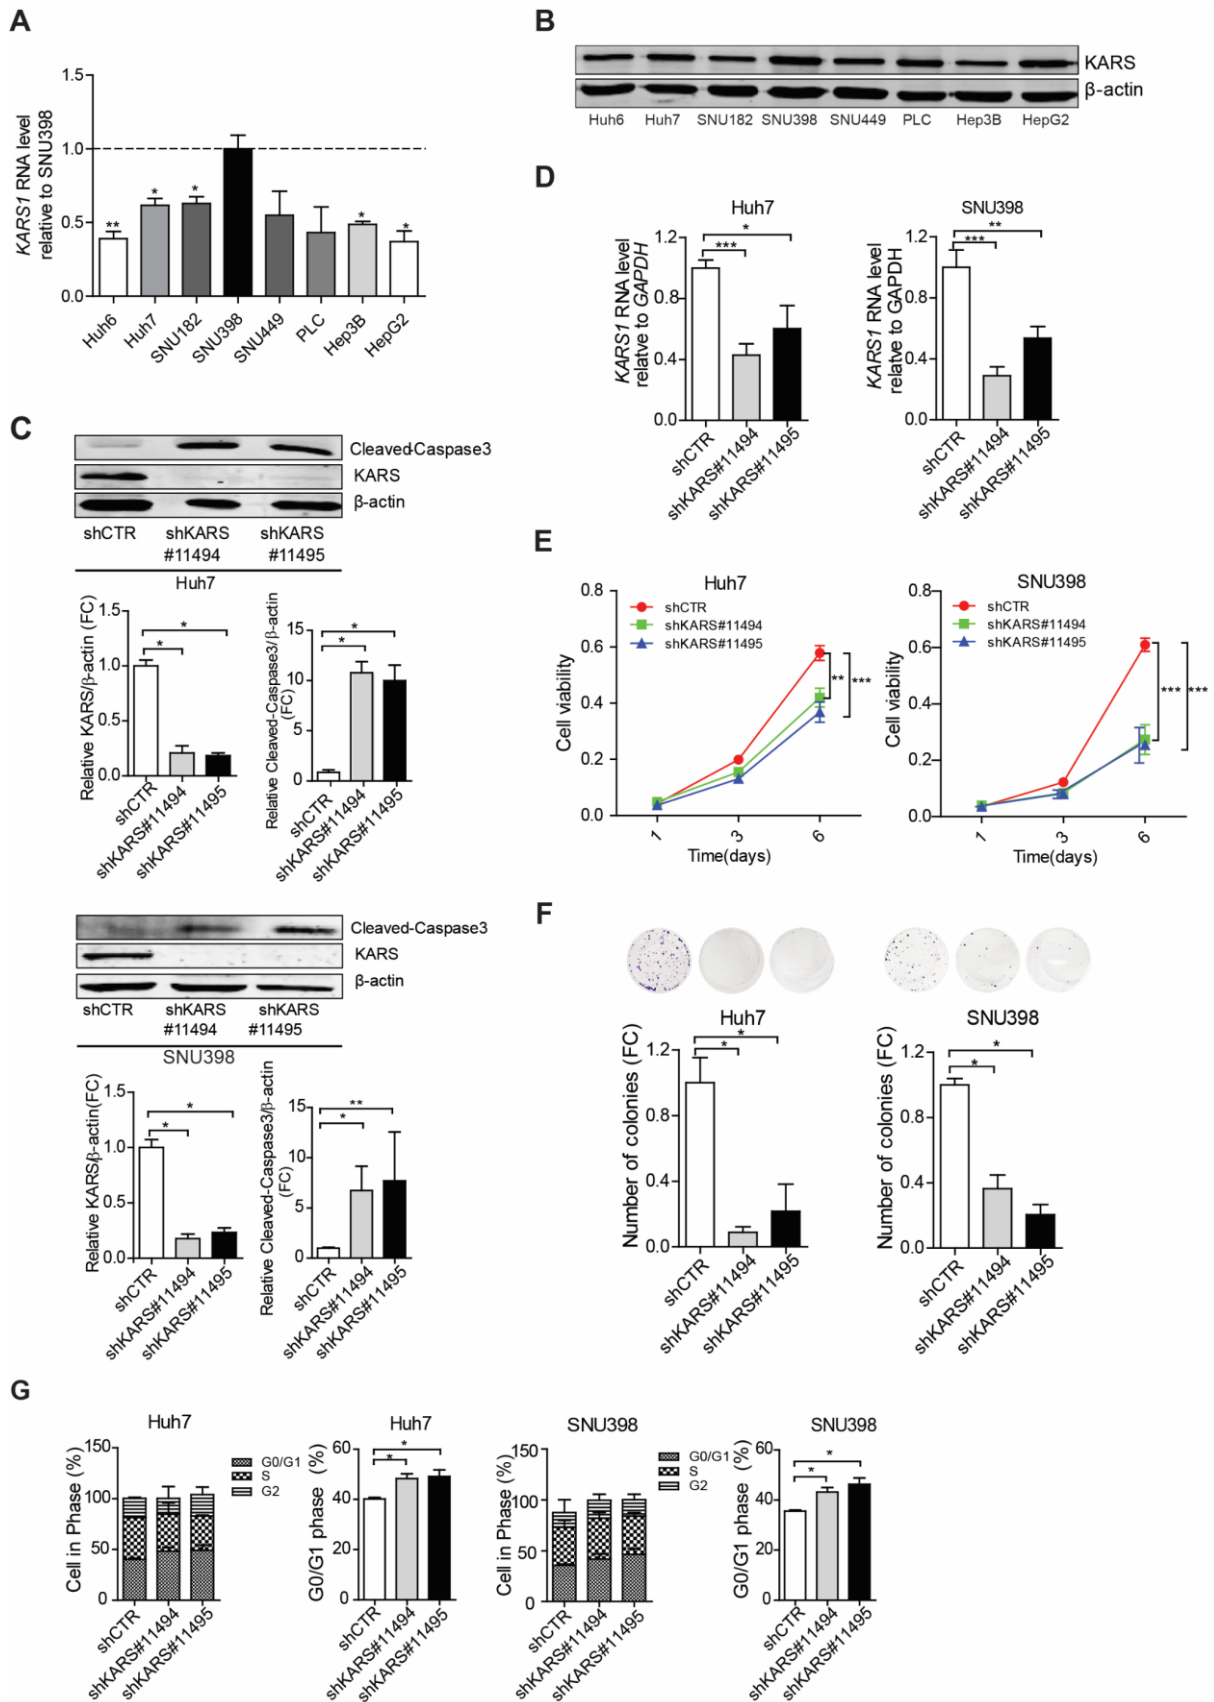 A
KARS1 RNA level
relative to SNU398
1.5
1.0
0.5
0.0
**
*
*
*
*
Huh6
Huh7
SNU182
SNU398
SNU449
PLC
Hep3B
HepG2
B
KARS
β-actin
Huh6 Huh7 SNU182 SNU398 SNU449 PLC Hep3B HepG2
C
Cleaved-Caspase3
KARS
β-actin
shCTR shKARS shKARS
#11494 #11495
Huh7
Relative KARS/β-actin (FC)
1.5
1.0
0.5
0.0
*
*
shCTR
shKARS#11494
shKARS#11495
Relative Cleaved-Caspase3/β-actin
(FC)
15
10
5
0
*
*
shCTR
shKARS#11494
shKARS#11495
Cleaved-Caspase3
KARS
β-actin
shCTR shKARS shKARS
#11494 #11495
SNU398
Relative KARS/β-actin(FC)
1.5
1.0
0.5
0.0
*
*
shCTR
shKARS#11494
shKARS#11495
Relative Cleaved-Caspase3/β-actin
(FC)
15
10
5
0
**
*
shCTR
shKARS#11494
shKARS#11495
D
Huh7
KARS1 RNA level
relatve to GAPDH
1.2
0.8
0.4
0.0
*
***
shCTR
shKARS#11494
shKARS#11495
SNU398
KARS1 RNA level
relatve to GAPDH
1.2
0.8
0.4
0.0
**
***
shCTR
shKARS#11494
shKARS#11495
E
Huh7
Cell viability
0.8
0.6
0.4
0.2
0.0
shCTR
shKARS#11494
shKARS#11495
** ***
1 3 6
Time(days)
SNU398
Cell viability
0.8
0.6
0.4
0.2
0.0
shCTR
shKARS#11494
shKARS#11495
*** ***
1 3 6
Time(days)
F
Huh7
Number of colonies (FC)
1.2
0.8
0.4
0.0
*
*
shCTR
shKARS#11494
shKARS#11495
SNU398
Number of colonies (FC)
1.2
0.8
0.4
0.0
*
*
shCTR
shKARS#11494
shKARS#11495
G
Huh7
Cell in Phase (%)
150
100
50
0
G0/G1
S
G2
shCTR
shKARS#11494
shKARS#11495
Huh7
G0/G1 phase (%)
60
40
20
0
*
*
shCTR
shKARS#11494
shKARS#11495
SNU398
Cell in Phase (%)
150
100
50
0
G0/G1
S
G2
shCTR
shKARS#11494
shKARS#11495
SNU398
G0/G1 phase (%)
60
40
20
0
*
*
shCTR
shKARS#11494
shKARS#11495